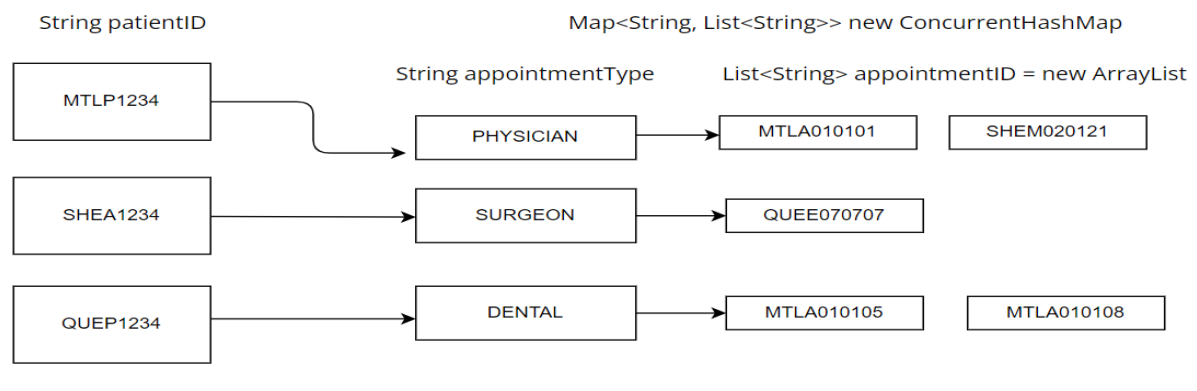 String patientID
Map<String, List<String>> new ConcurrentHashMap
String appointmentType
List<String> appointmentID = new ArrayList
MTLP1234
PHYSICIAN
MTLA010101
SHEM020121
SHEA1234
SURGEON
QUEE070707
QUEP1234
DENTAL
MTLA010105
MTLA010108